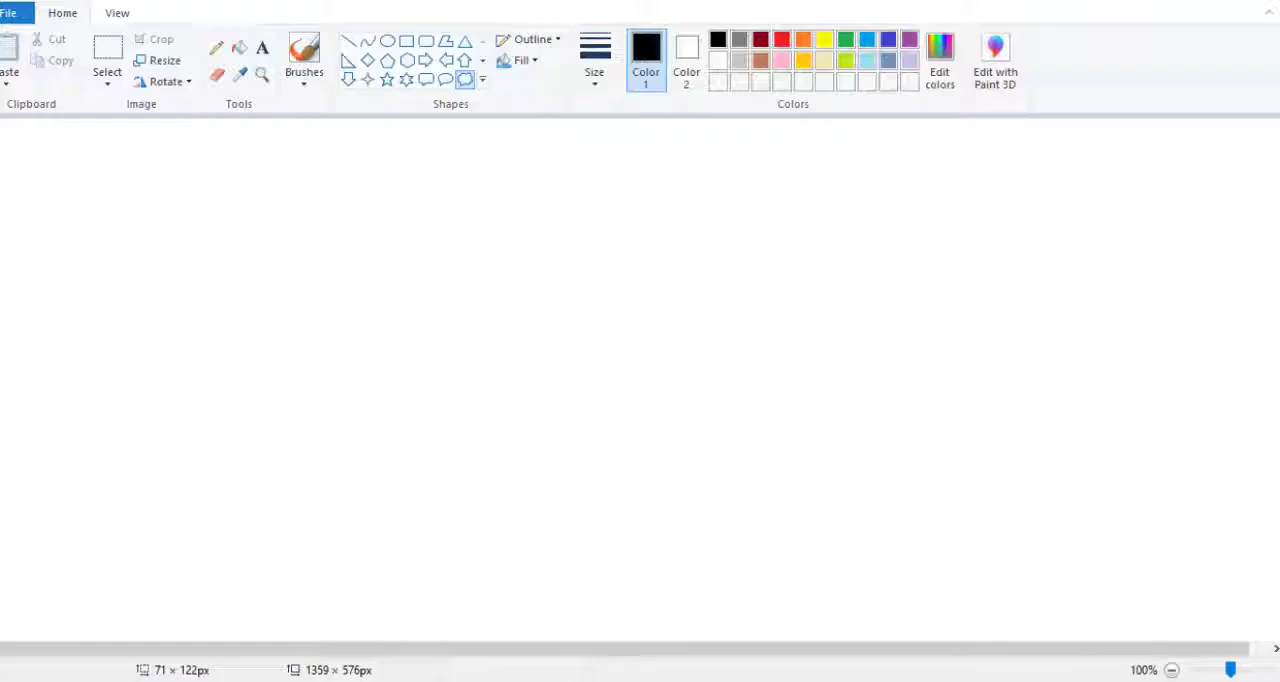 File Home View
Cut
Copy
Select
Crop
Resize
Rotate
A
Brushes
Outline
Fill
Size
Color 1
Color 2
Edit colors
Edit with Paint 3D
Clipboard Image Tools Shapes Colors
71 × 122px 1359 × 576px 100%